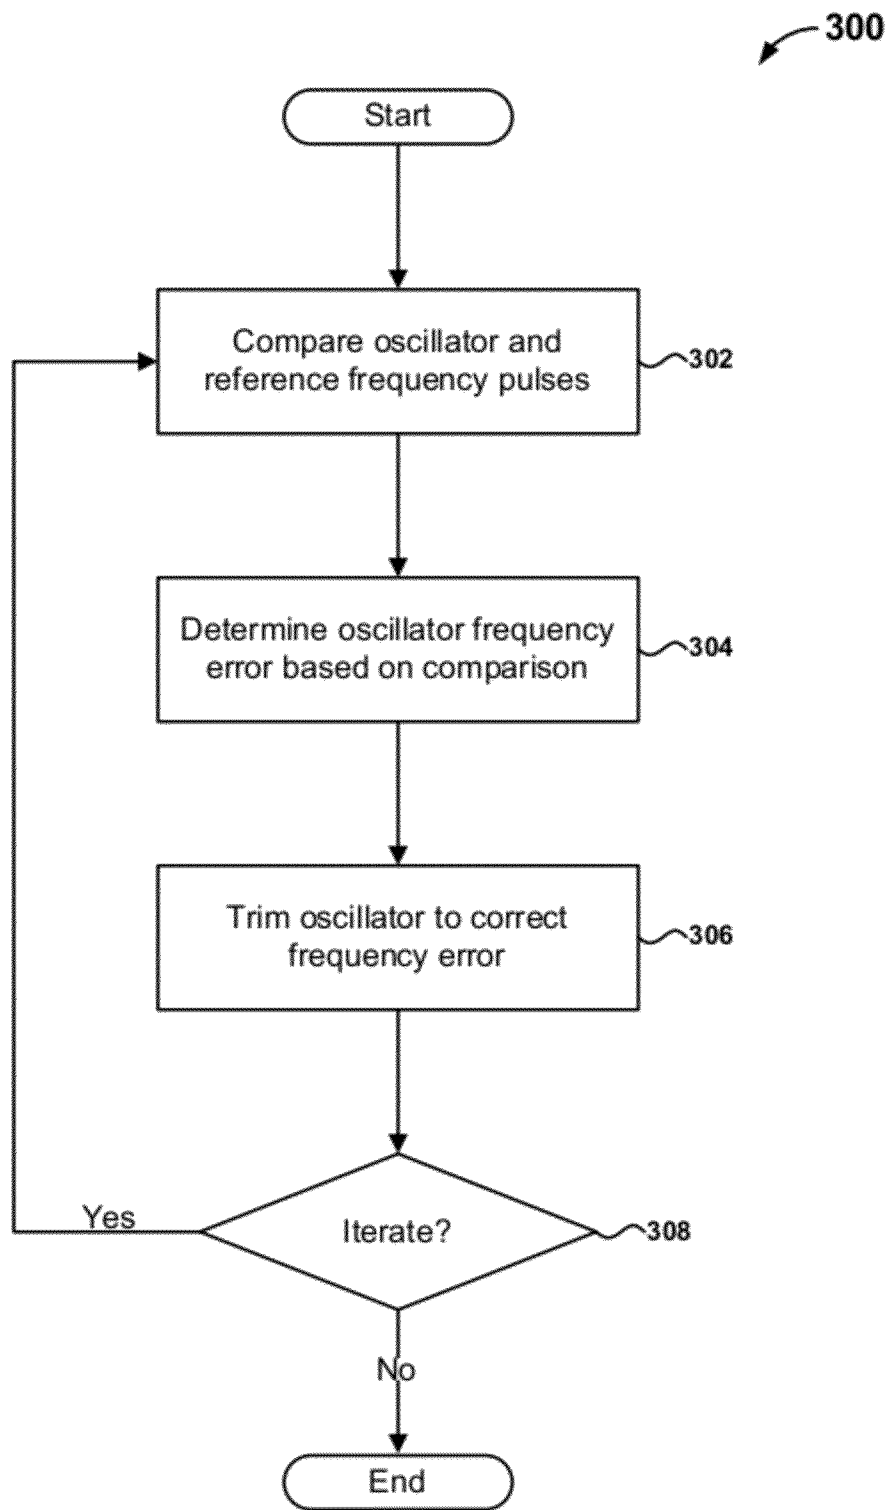 300
Start
Compare oscillator and
reference frequency pulses
302
Determine oscillator frequency
error based on comparison
304
Trim oscillator to correct
frequency error
306
Iterate?
308
Yes
No
End